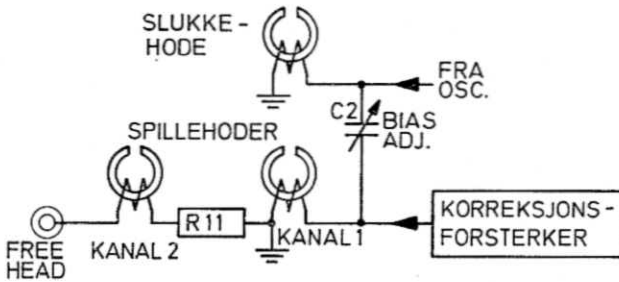 SLUKKE-
HODE
FRA
OSC.
C2
BIAS
ADJ.
SPILLEHODER
R11
KORREKSJONS-
FORSTERKER
FREE
HEAD
KANAL 2
KANAL 1